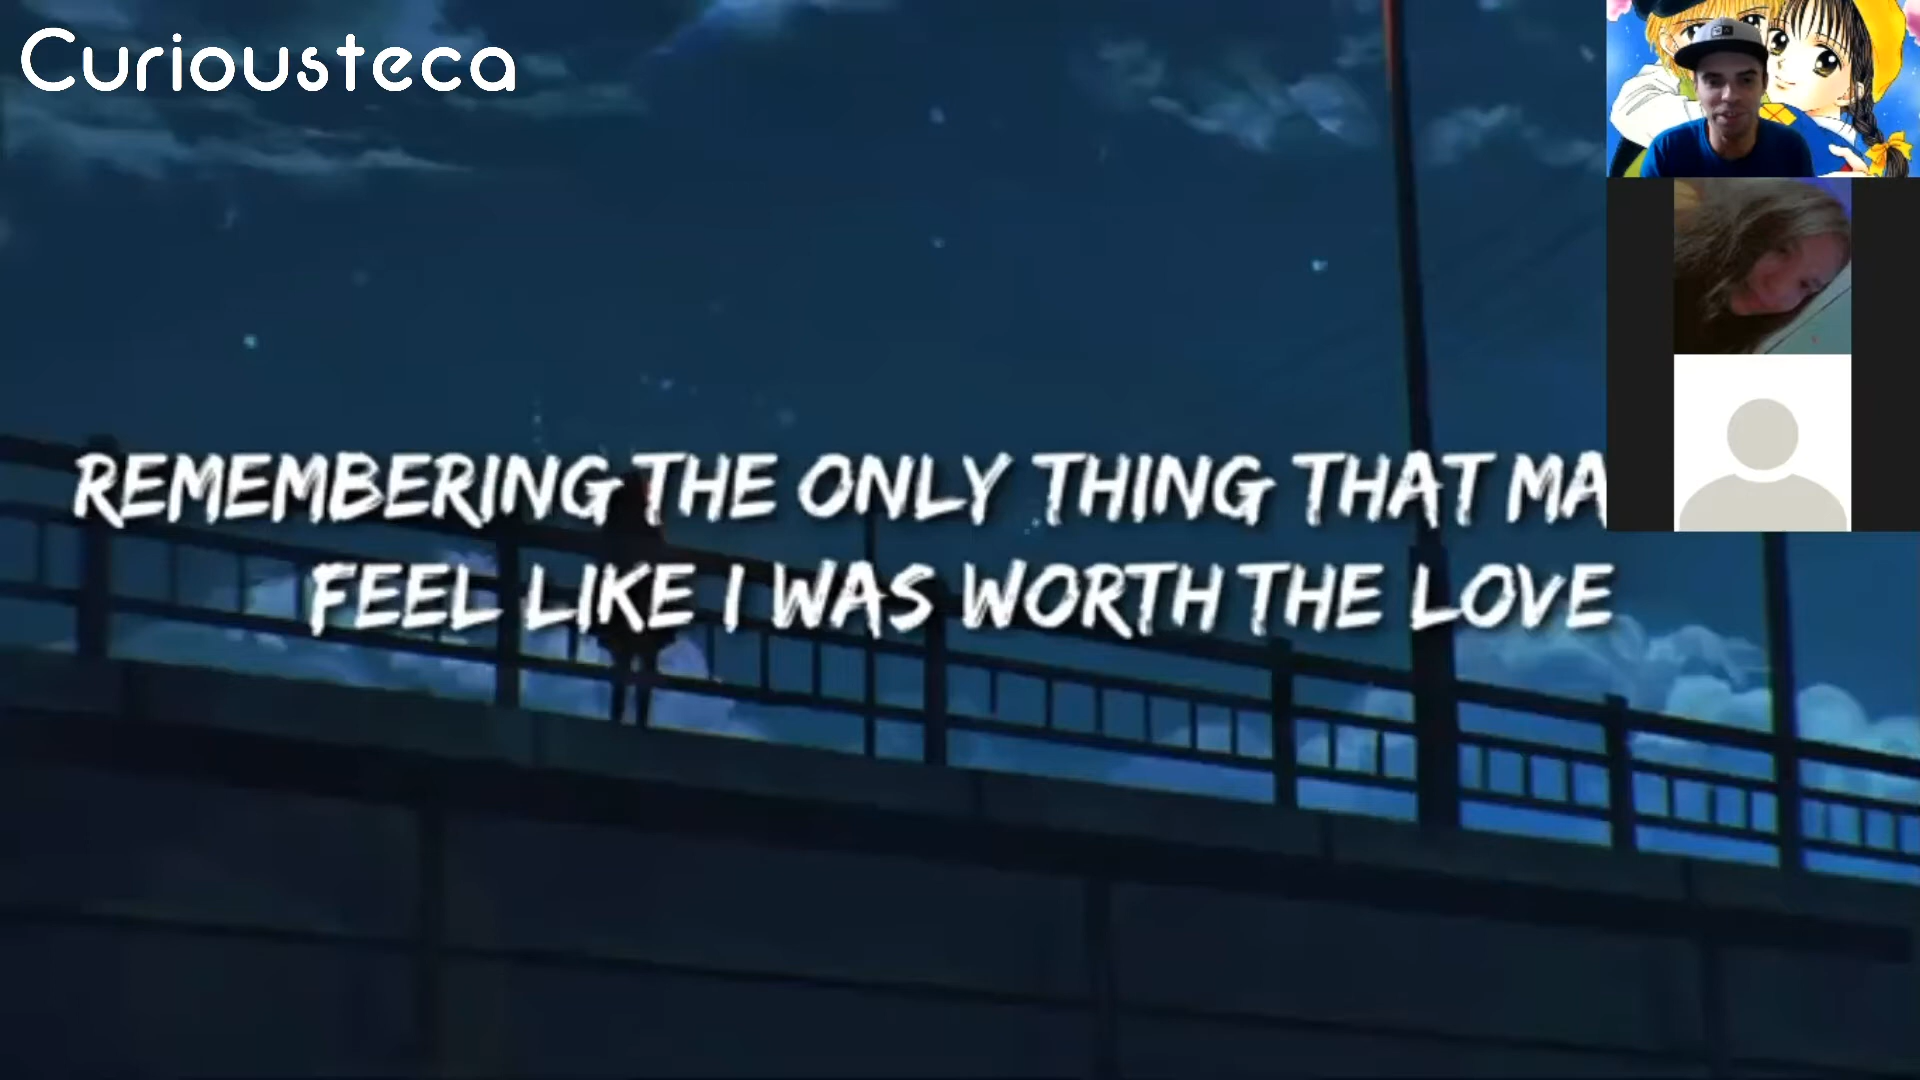 Curiousteca
REMEMBERING THE ONLY THING THAT MA
FEEL LIKE I WAS WORTH THE LOVE